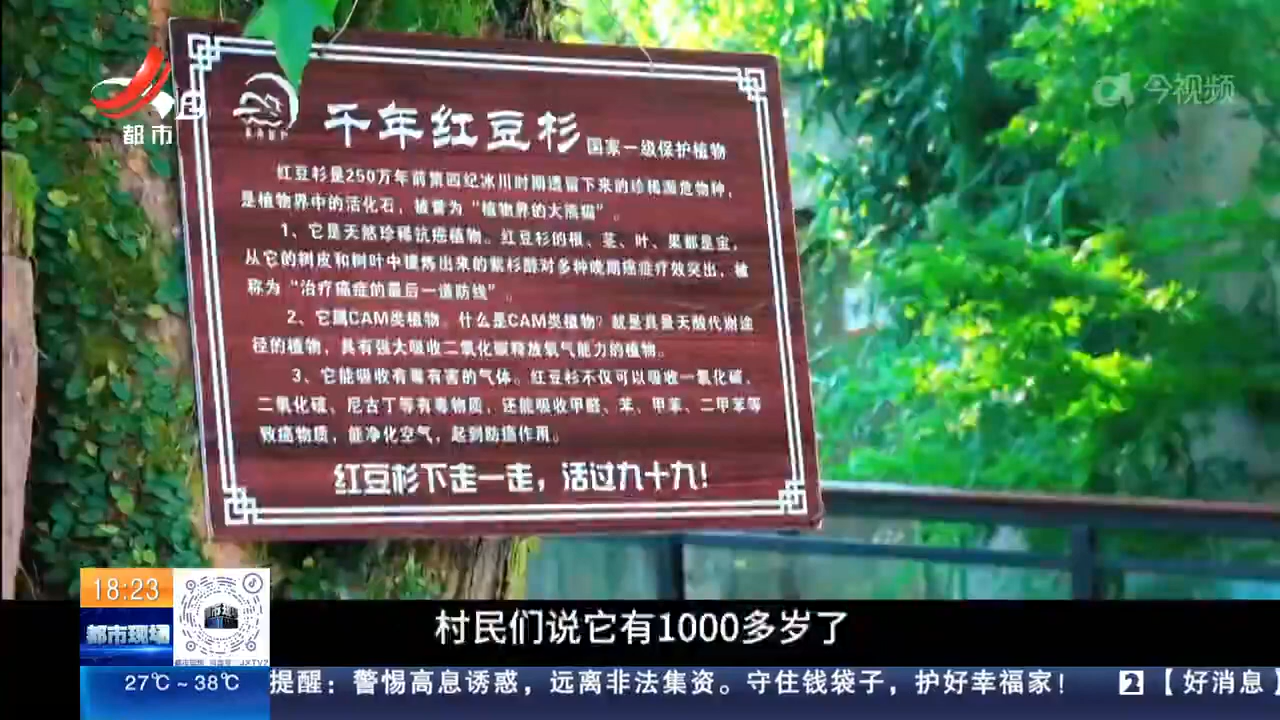 都市
今视频
千年红豆杉 国家一级保护植物
红豆杉是250万年前第四纪冰川时期遗留下来的珍稀濒危物种，
是植物界中的活化石，被誉为“植物界的大熊猫”。
1、它是天然珍稀抗癌植物。红豆杉的根、茎、叶、果都是宝，
从它的树皮和树叶中提炼出来的紫杉醇对多种晚期癌症疗效突出，被
称为“治疗癌症的最后一道防线”。
2、它属CAM类植物。什么是CAM类植物？就是具景天酸代谢途
径的植物，具有强大吸收二氧化碳释放氧气能力的植物。
3、它能吸收有毒有害的气体。红豆杉不仅可以吸收一氧化硫、
二氧化硫、尼古丁等有毒物质，还能吸收甲醛、苯、甲苯、二甲苯等
致癌物质，能净化空气，起到防癌作用。
红豆杉下走一走，活过九十九！
18:23
都市现场
村民们说它有1000多岁了
27℃～38℃
提醒：警惕高息诱惑，远离非法集资。守住钱袋子，护好幸福家！ 2【好消息】